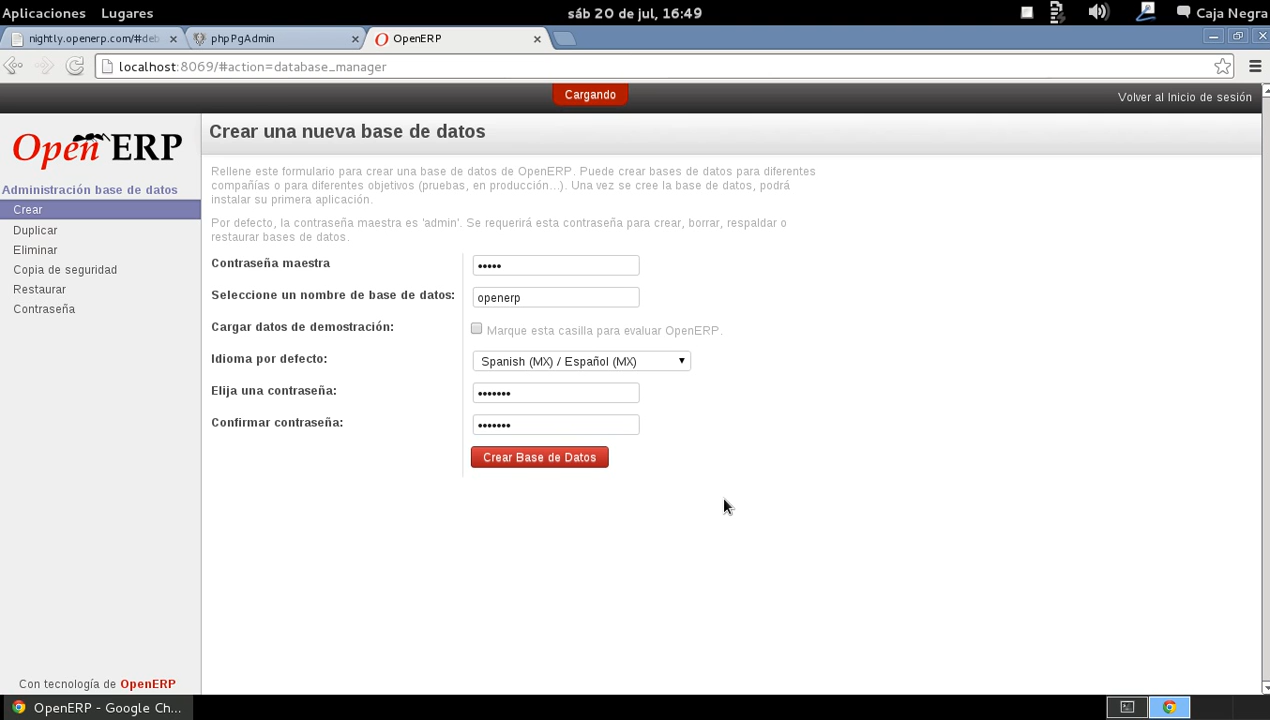 Aplicaciones Lugares sáb 20 de jul, 16:49 Caja Negra
nightly.openerp.com/#deb phpPgAdmin OpenERP
localhost:8069/#action=database_manager
Cargando Volver al Inicio de sesión
Open ERP
Administración base de datos
Crear
Duplicar
Eliminar
Copia de seguridad
Restaurar
Contraseña
Crear una nueva base de datos
Rellene este formulario para crear una base de datos de OpenERP. Puede crear bases de datos para diferentes
compañías o para diferentes objetivos (pruebas, en producción...). Una vez se cree la base de datos, podrá
instalar su primera aplicación.
Por defecto, la contraseña maestra es 'admin'. Se requerirá esta contraseña para crear, borrar, respaldar o
restaurar bases de datos.
Contraseña maestra •••••
Seleccione un nombre de base de datos: openerp
Cargar datos de demostración: Marque esta casilla para evaluar OpenERP.
Idioma por defecto: Spanish (MX) / Español (MX)
Elija una contraseña: •••••••
Confirmar contraseña: •••••••
Crear Base de Datos
Con tecnología de OpenERP
OpenERP - Google Ch...